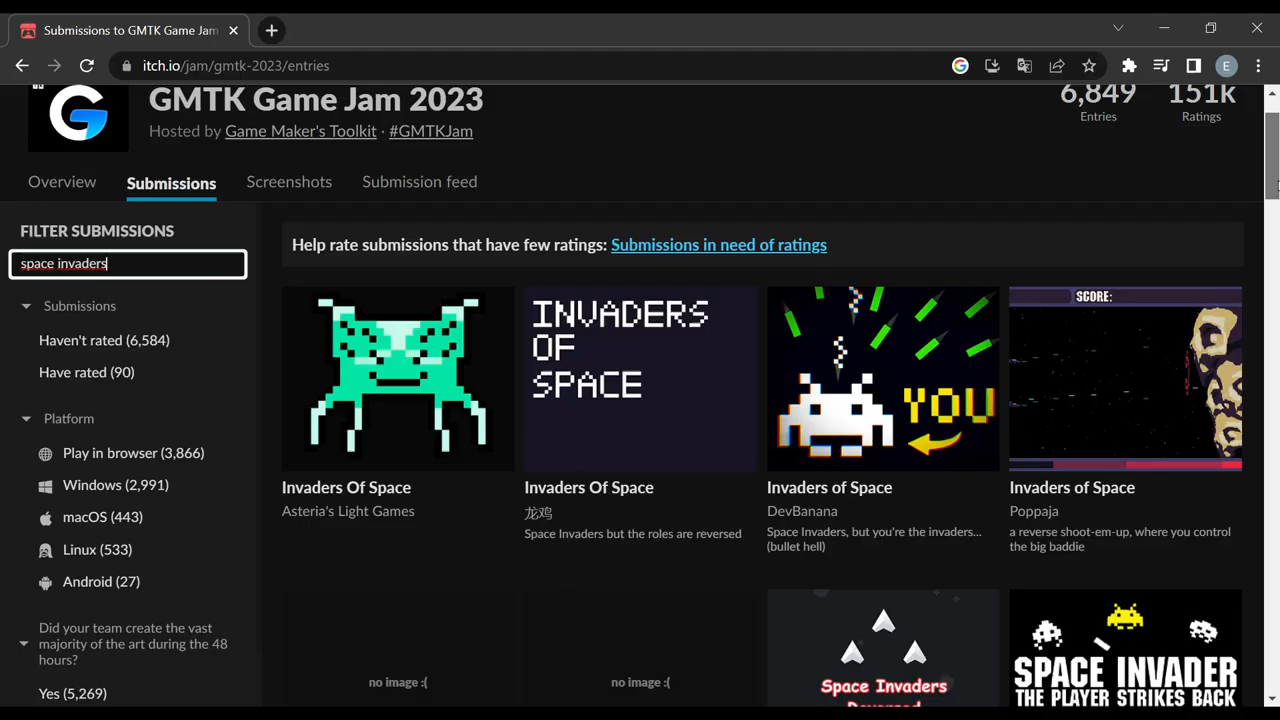 Submissions to GMTK Game Jam
itch.io/jam/gmtk-2023/entries
E
G
GMTK Game Jam 2023
Hosted by Game Maker's Toolkit · #GMTKJam
6,849
Entries
151k
Ratings
Overview
Submissions
Screenshots
Submission feed
FILTER SUBMISSIONS
space invaders
Submissions
Haven't rated (6,584)
Have rated (90)
Platform
Play in browser (3,866)
Windows (2,991)
macOS (443)
Linux (533)
Android (27)
Did your team create the vast
majority of the art during the 48
hours?
Yes (5,269)
Help rate submissions that have few ratings: Submissions in need of ratings
Invaders Of Space
Asteria's Light Games
INVADERS
OF
SPACE
Invaders Of Space
龙鸡
Space Invaders but the roles are reversed
YOU
Invaders of Space
DevBanana
Space Invaders, but you're the invaders...
(bullet hell)
SCORE:
Invaders of Space
Poppaja
a reverse shoot-em-up, where you control
the big baddie
no image :(
no image :(
Space Invaders
SPACE INVADER
THE PLAYER STRIKES BACK